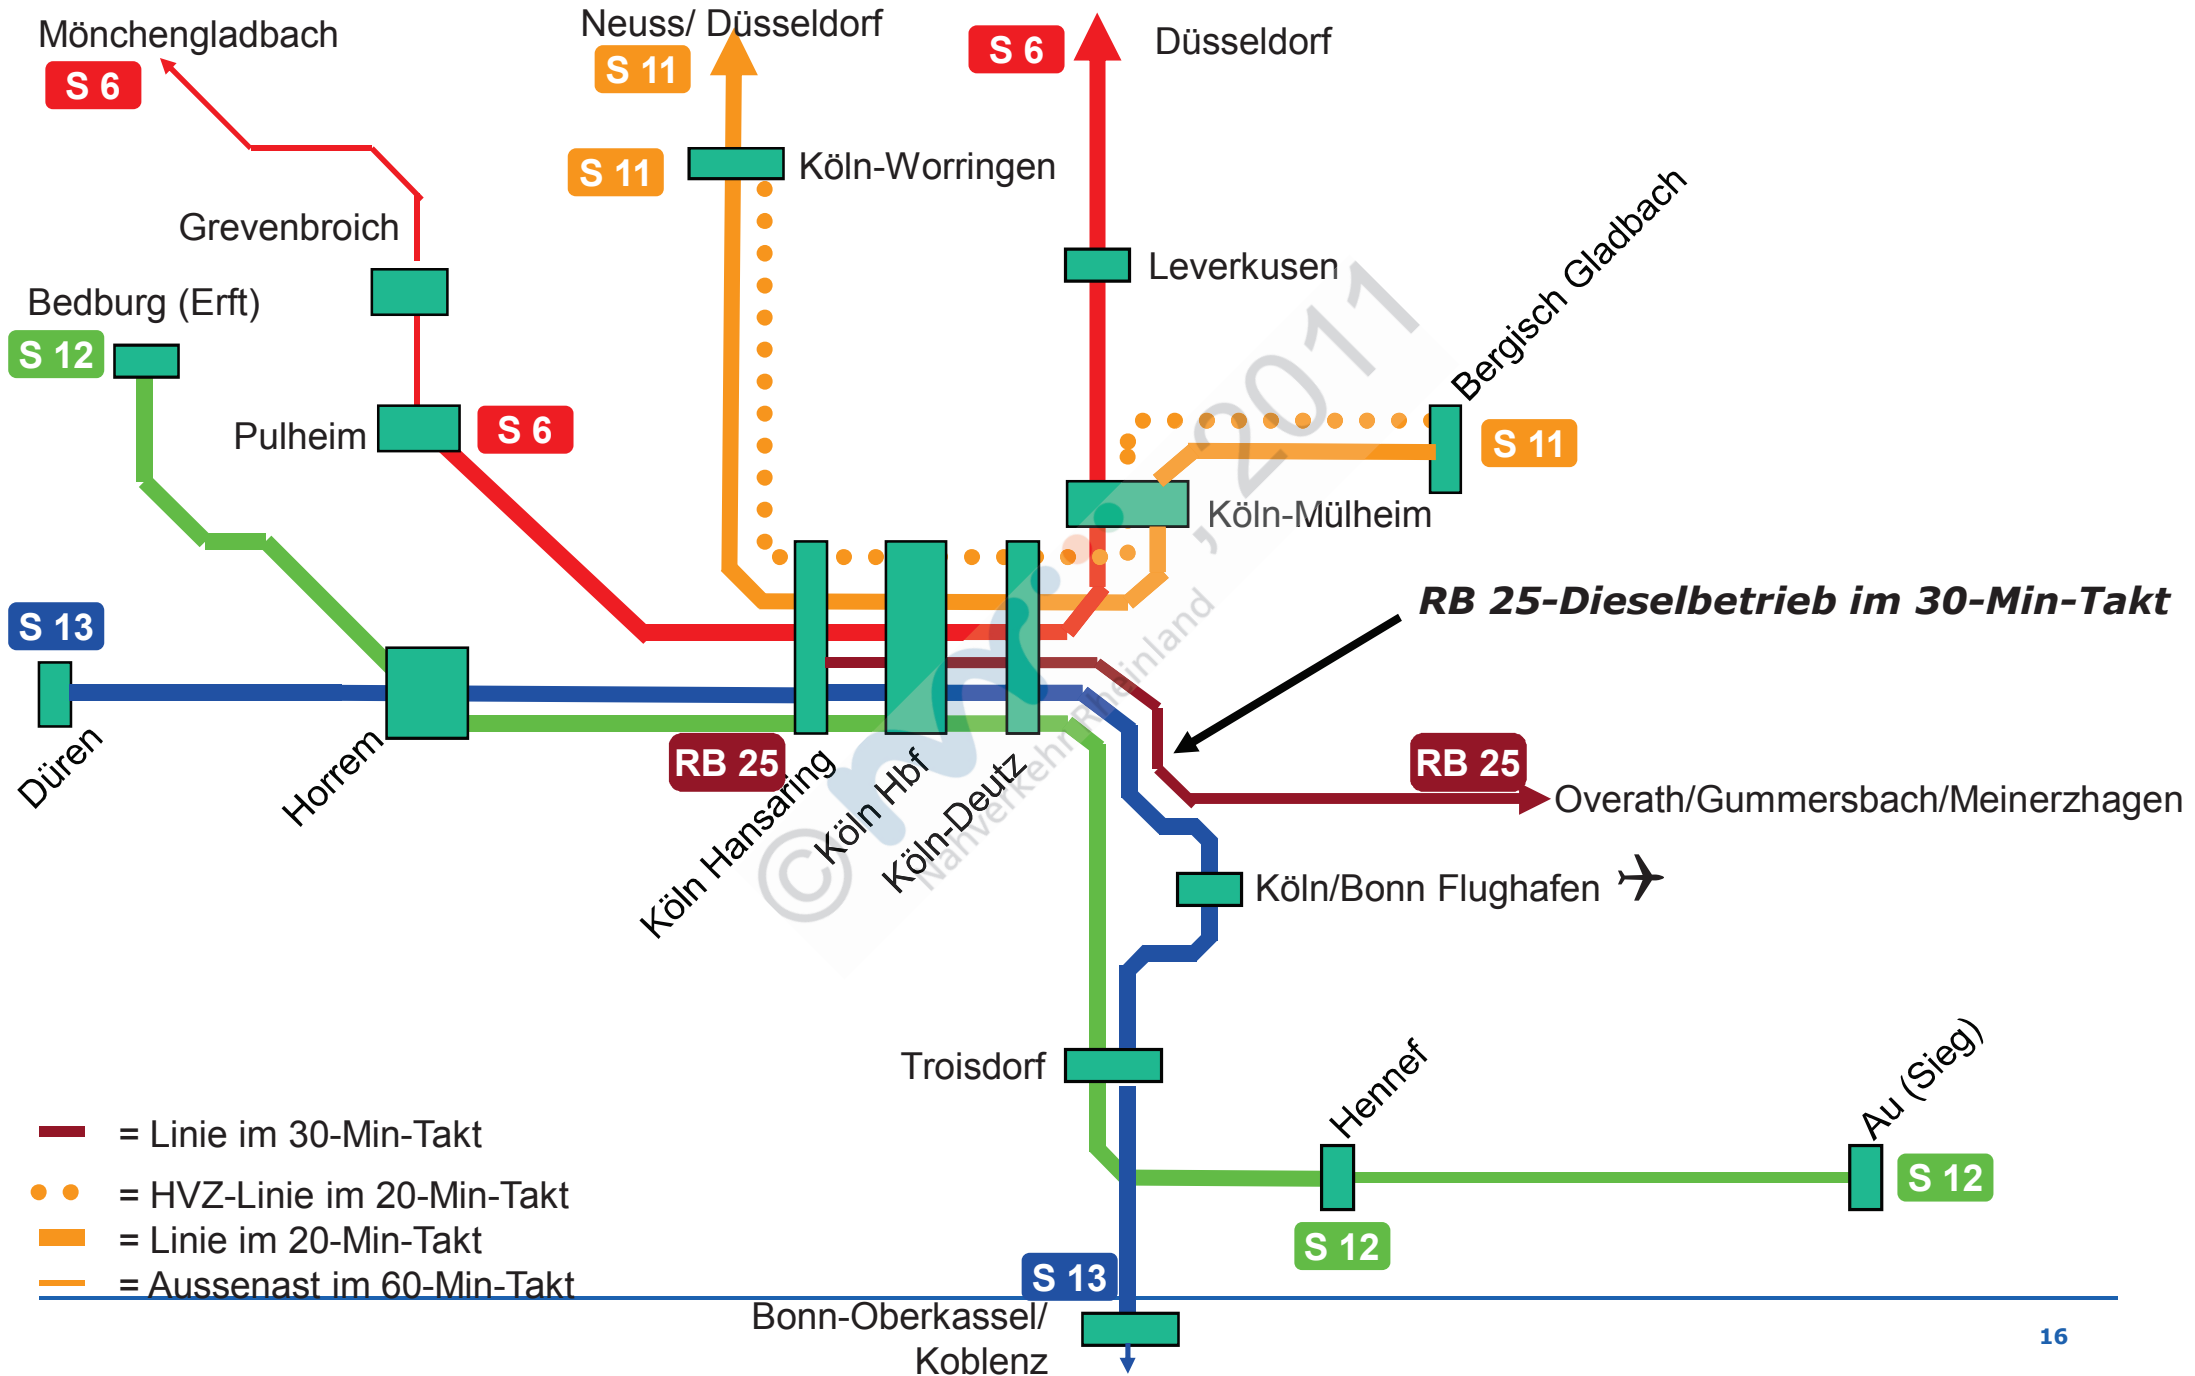 Mönchengladbach
S 6
Neuss/ Düsseldorf
S 11
S 6
Düsseldorf
S 11
Köln-Worringen
Grevenbroich
Leverkusen
Bergisch Gladbach
Bedburg (Erft)
S 12
Pulheim
S 6
S 11
Köln-Mülheim
RB 25-Dieselbetrieb im 30-Min-Takt
S 13
Düren
Horrem
RB 25
Köln Hansaring
Köln Hbf
Köln-Deutz
RB 25
Overath/Gummersbach/Meinerzhagen
Köln/Bonn Flughafen
Troisdorf
Hennef
Au (Sieg)
S 12
S 12
= Linie im 30-Min-Takt
= HVZ-Linie im 20-Min-Takt
= Linie im 20-Min-Takt
= Aussenast im 60-Min-Takt
S 13
Bonn-Oberkassel/
Koblenz
16
© nvr, 2011
Nahverkehr Rheinland